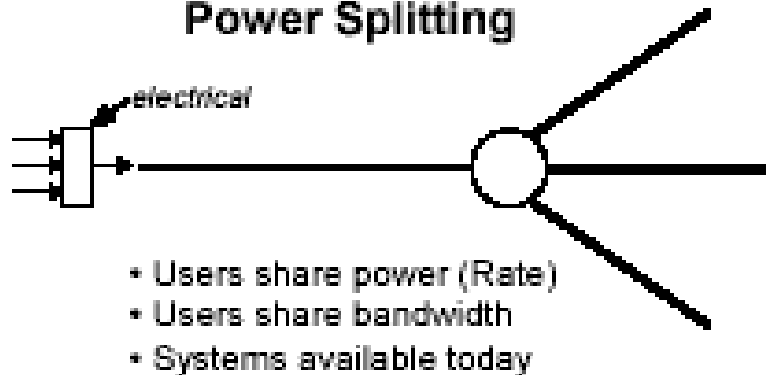 Power Splitting
electrical
• Users share power (Rate)
• Users share bandwidth
• Systems available today